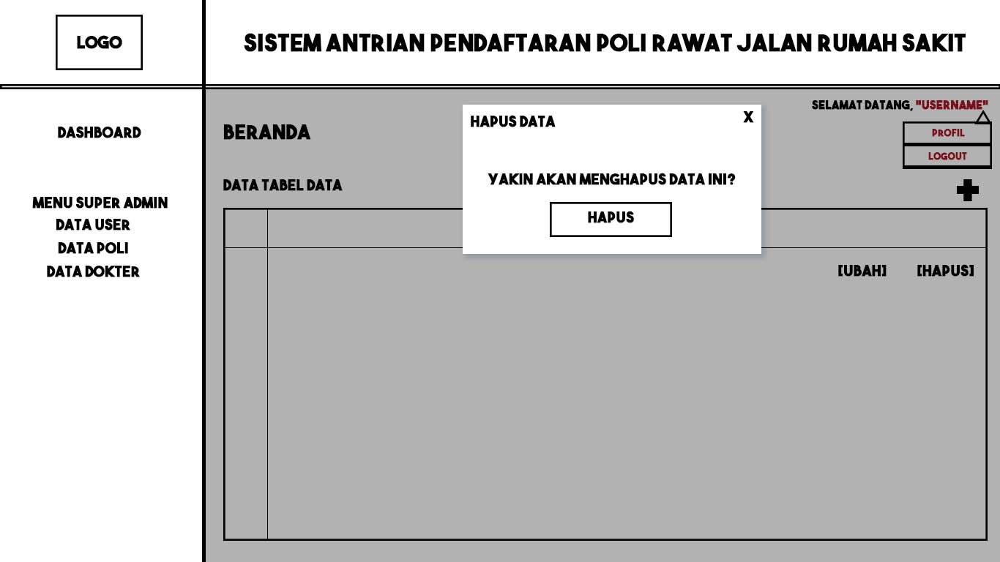 LOGO
SISTEM ANTRIAN PENDAFTARAN POLI RAWAT JALAN RUMAH SAKIT
SELAMAT DATANG, "USERNAME"
PROFIL
LOGOUT
DASHBOARD
MENU SUPER ADMIN
DATA USER
DATA POLI
DATA DOKTER
BERANDA
DATA TABEL DATA
HAPUS DATA
X
YAKIN AKAN MENGHAPUS DATA INI?
HAPUS
[UBAH] [HAPUS]